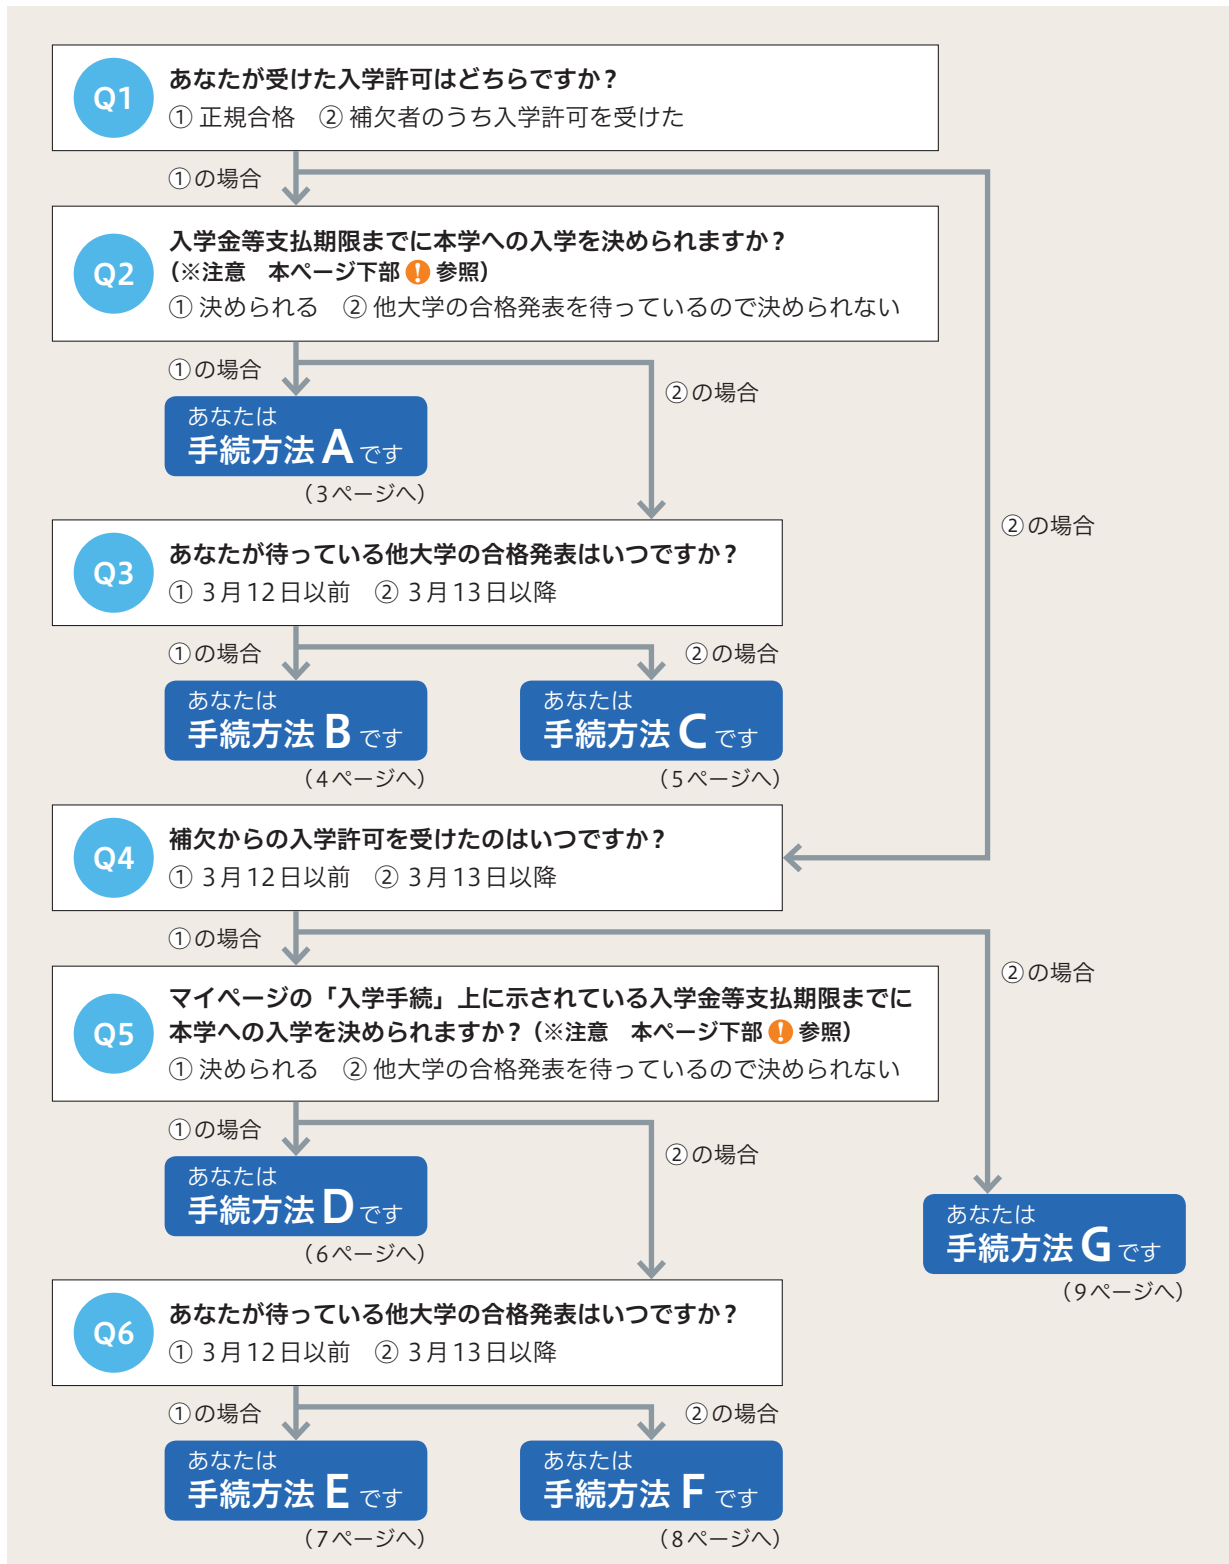 Q1
あなたが受けた入学許可はどちらですか？
① 正規合格　② 補欠者のうち入学許可を受けた
①の場合
Q2
入学金等支払期限までに本学への入学を決められますか？
（※注意　本ページ下部 ! 参照）
① 決められる　② 他大学の合格発表を待っているので決められない
①の場合
②の場合
あなたは
手続方法 A です
（3ページへ）
②の場合
Q3
あなたが待っている他大学の合格発表はいつですか？
① 3月12日以前　② 3月13日以降
①の場合
②の場合
あなたは
手続方法 B です
（4ページへ）
あなたは
手続方法 C です
（5ページへ）
Q4
補欠からの入学許可を受けたのはいつですか？
① 3月12日以前　② 3月13日以降
①の場合
②の場合
Q5
マイページの「入学手続」上に示されている入学金等支払期限までに
本学への入学を決められますか？（※注意　本ページ下部 ! 参照）
① 決められる　② 他大学の合格発表を待っているので決められない
①の場合
②の場合
あなたは
手続方法 D です
（6ページへ）
あなたは
手続方法 G です
（9ページへ）
Q6
あなたが待っている他大学の合格発表はいつですか？
① 3月12日以前　② 3月13日以降
①の場合
②の場合
あなたは
手続方法 E です
（7ページへ）
あなたは
手続方法 F です
（8ページへ）